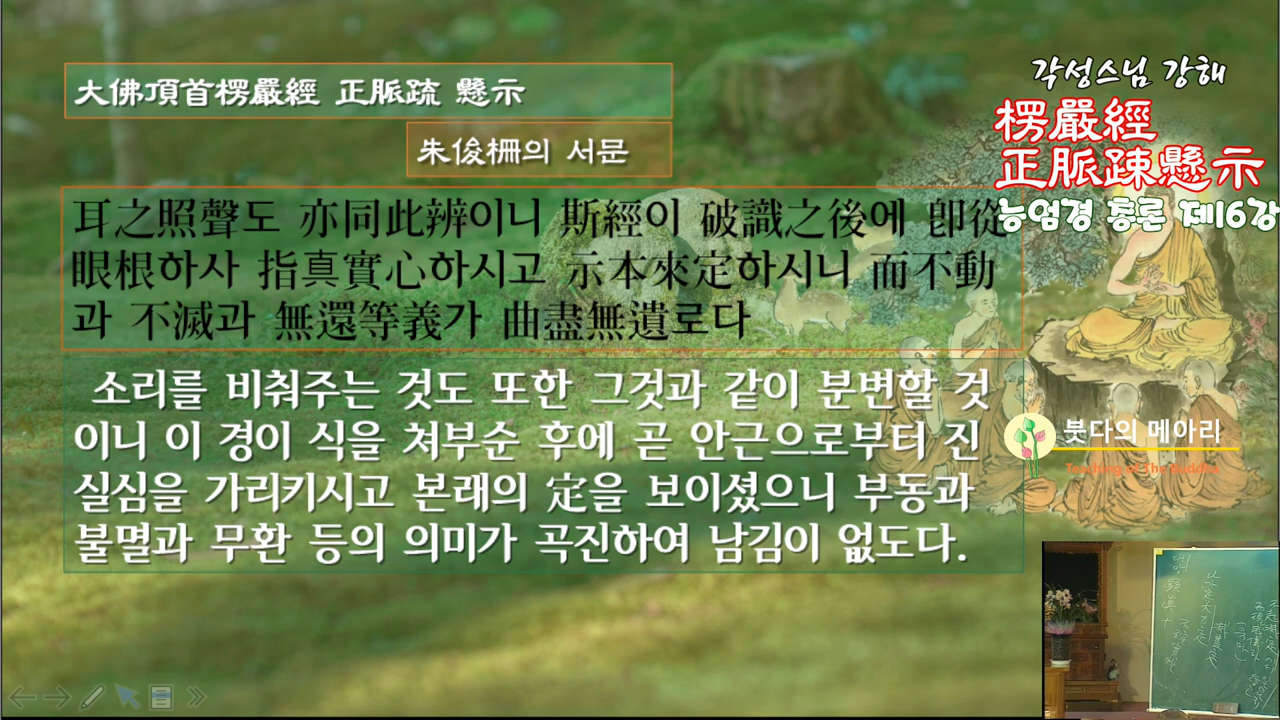 大佛頂首楞嚴經 正脈疏 懸示
朱俊柵의 서문
耳之照聲도 亦同此辨이니 斯經이 破識之後에 卽從
眼根하사 指真實心하시고 示本來定하시니 而不動
과 不滅과 無還等義가 曲盡無遺로다
소리를 비춰주는 것도 또한 그것과 같이 분변할 것
이니 이 경이 식을 쳐부순 후에 곧 안근으로부터 진
실심을 가리키시고 본래의 定을 보이셨으니 부동과
불멸과 무환 등의 의미가 곡진하여 남김이 없도다.
각성스님 강해
楞嚴經
正脈疎懸示
능엄경 총론 제6강
붓다의 메아리
Teaching of The Buddha